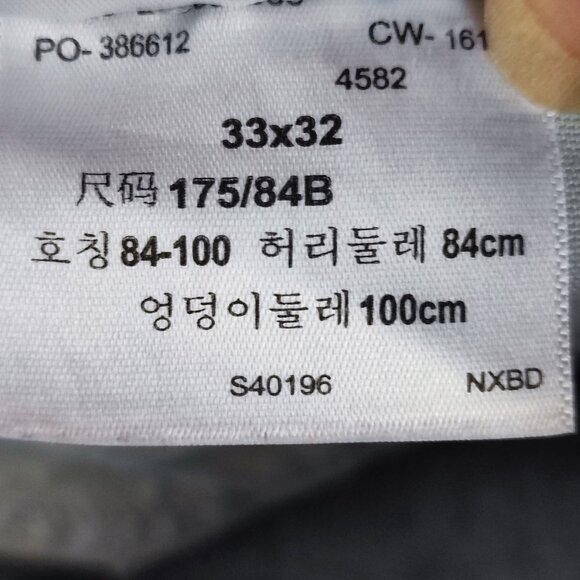 PO- 386612 CW- 161
4582
33x32
尺码 175/84B
호칭 84-100 허리둘레 84cm
엉덩이둘레 100cm
S40196 NXBD